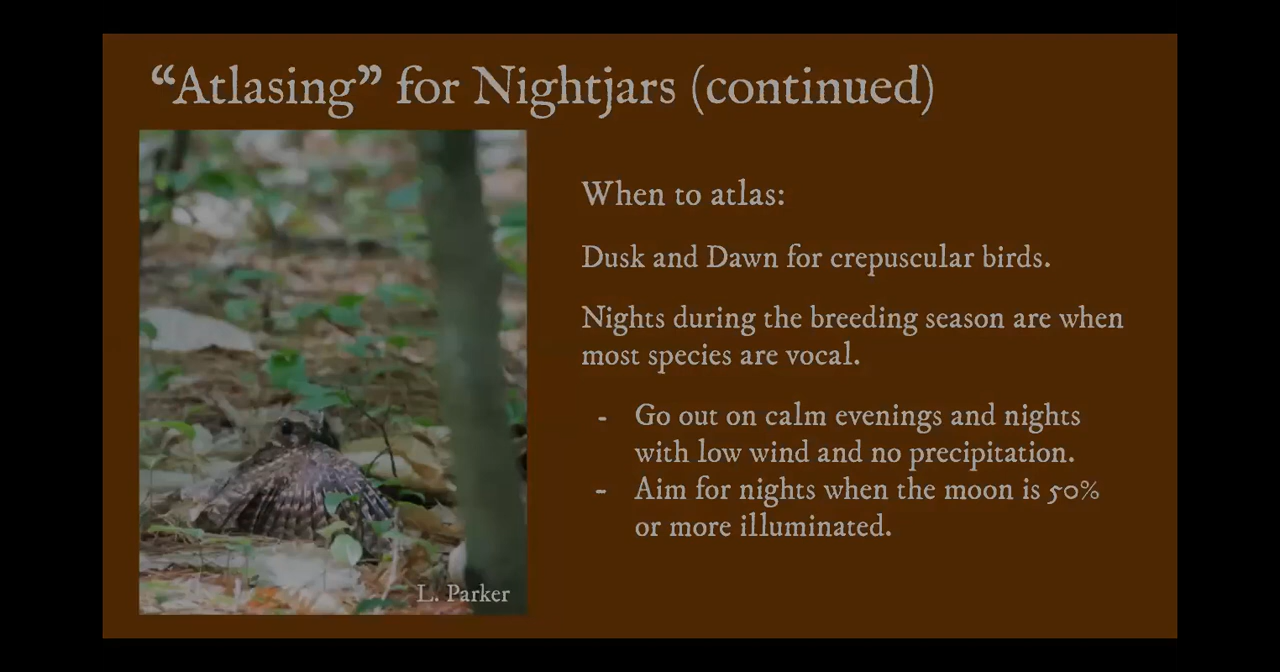 “Atlasing” for Nightjars (continued)
When to atlas:
Dusk and Dawn for crepuscular birds.
Nights during the breeding season are when
most species are vocal.
- Go out on calm evenings and nights
with low wind and no precipitation.
- Aim for nights when the moon is 50%
or more illuminated.
L. Parker